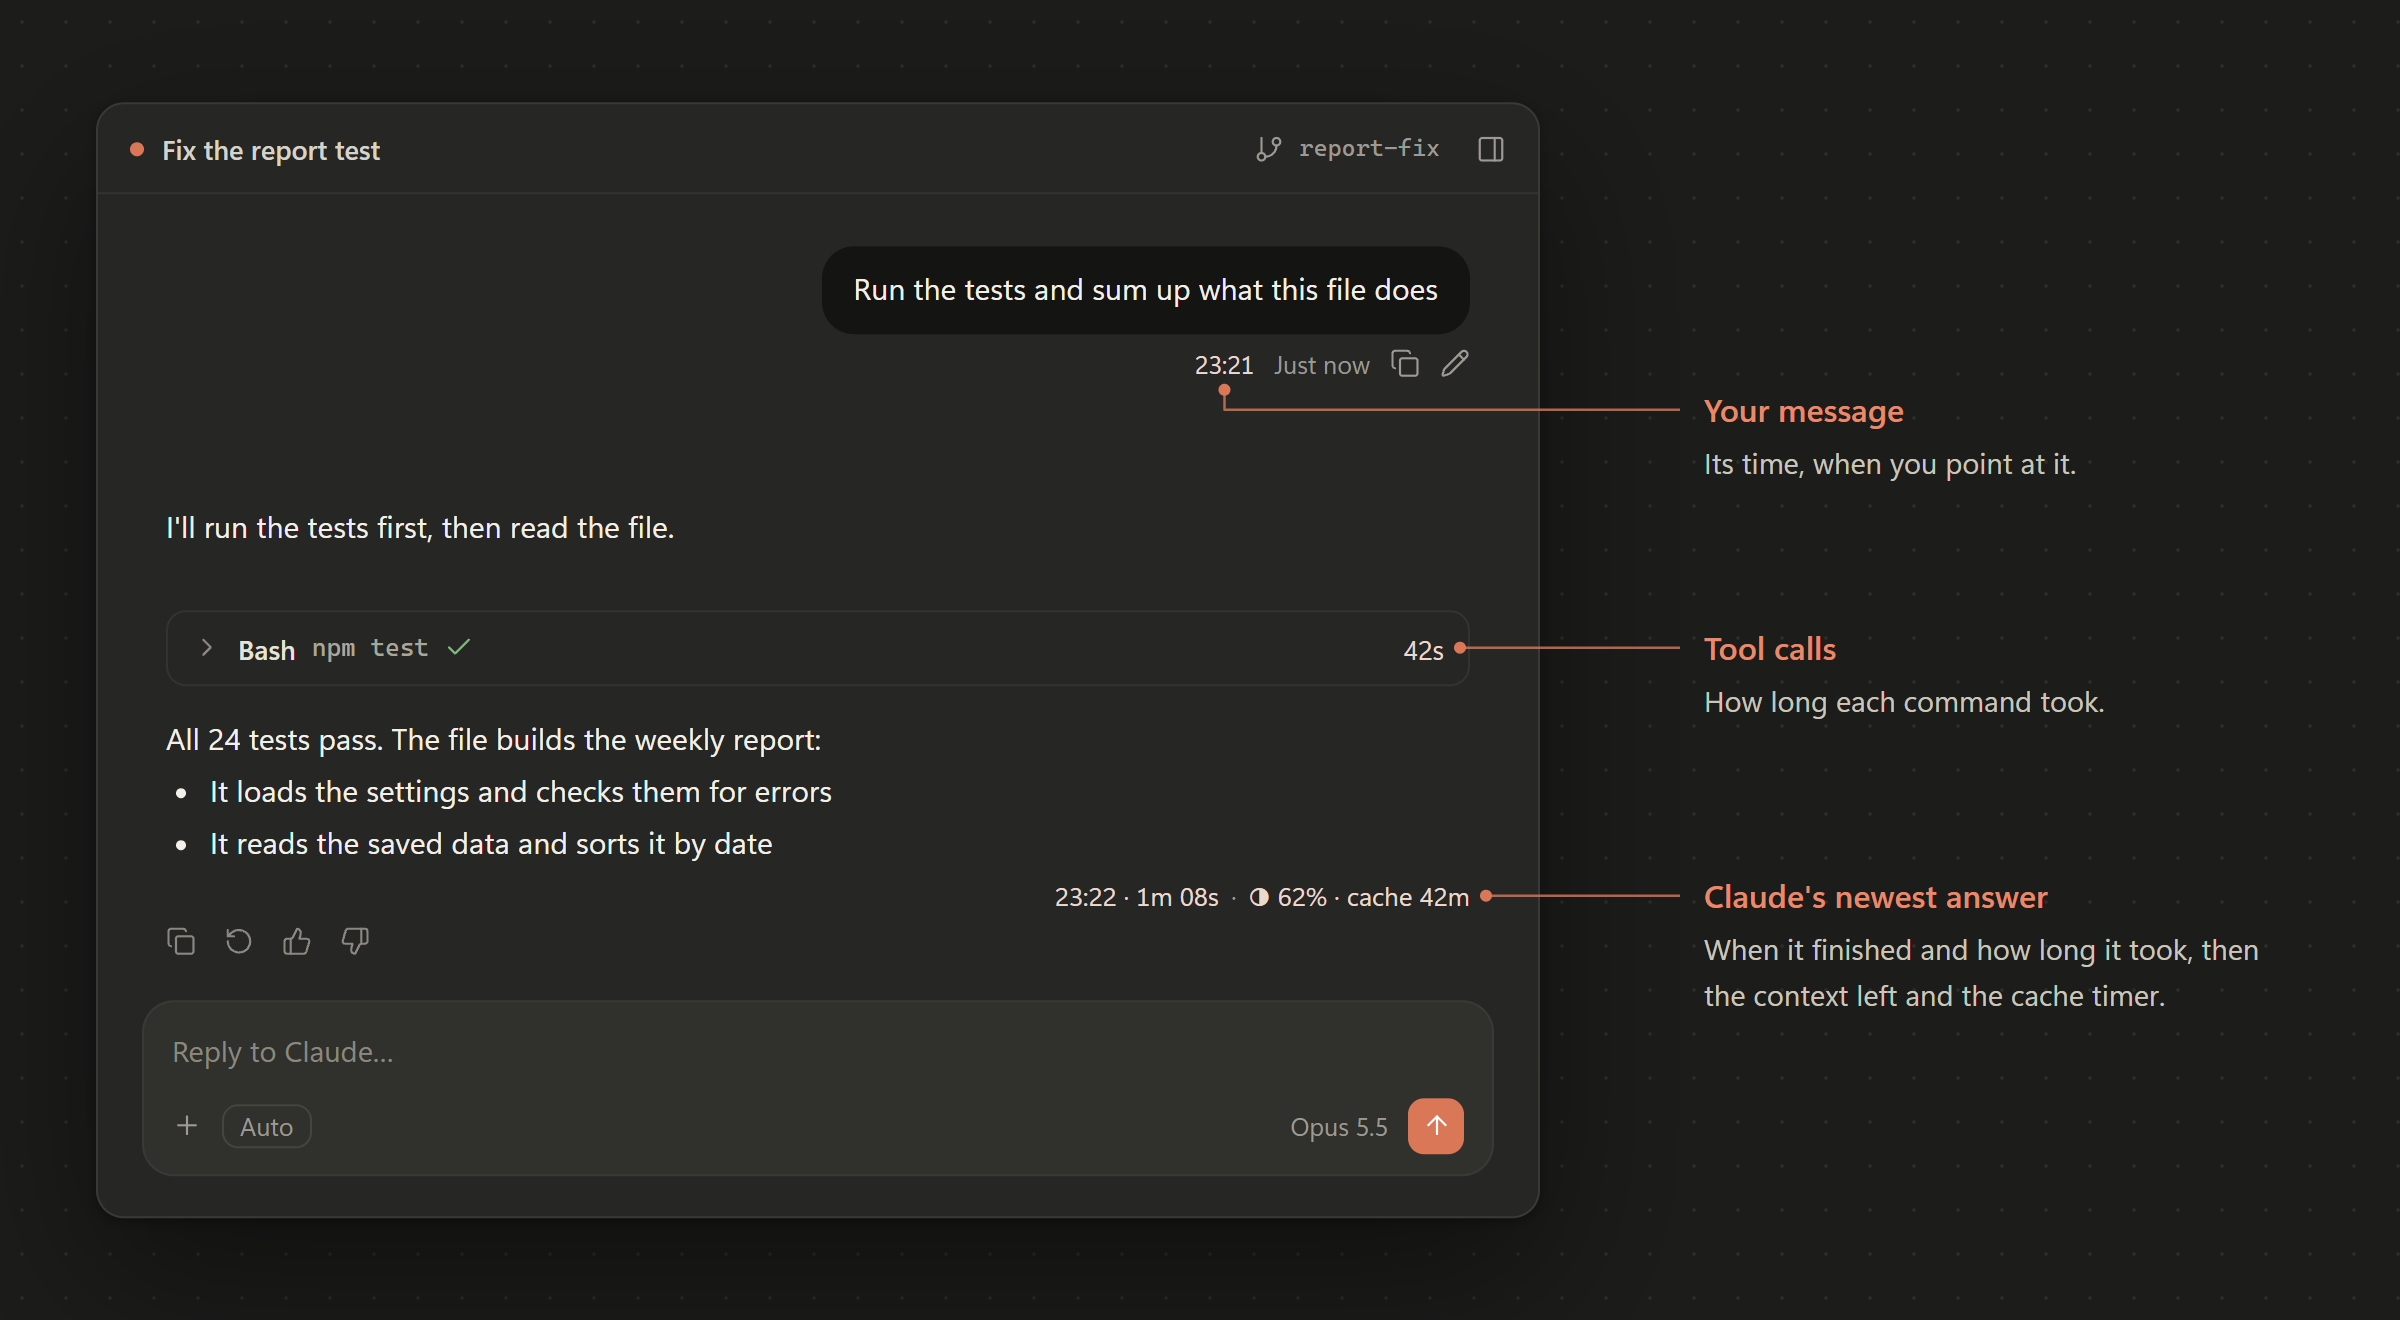 Fix the report test
report-fix
Run the tests and sum up what this file does
23:21 Just now
Your message
Its time, when you point at it.
I'll run the tests first, then read the file.
Bash npm test
42s
Tool calls
How long each command took.
All 24 tests pass. The file builds the weekly report:
• It loads the settings and checks them for errors
• It reads the saved data and sorts it by date
23:22 · 1m 08s · 62% · cache 42m
Claude's newest answer
When it finished and how long it took, then
the context left and the cache timer.
Reply to Claude...
Auto
Opus 5.5